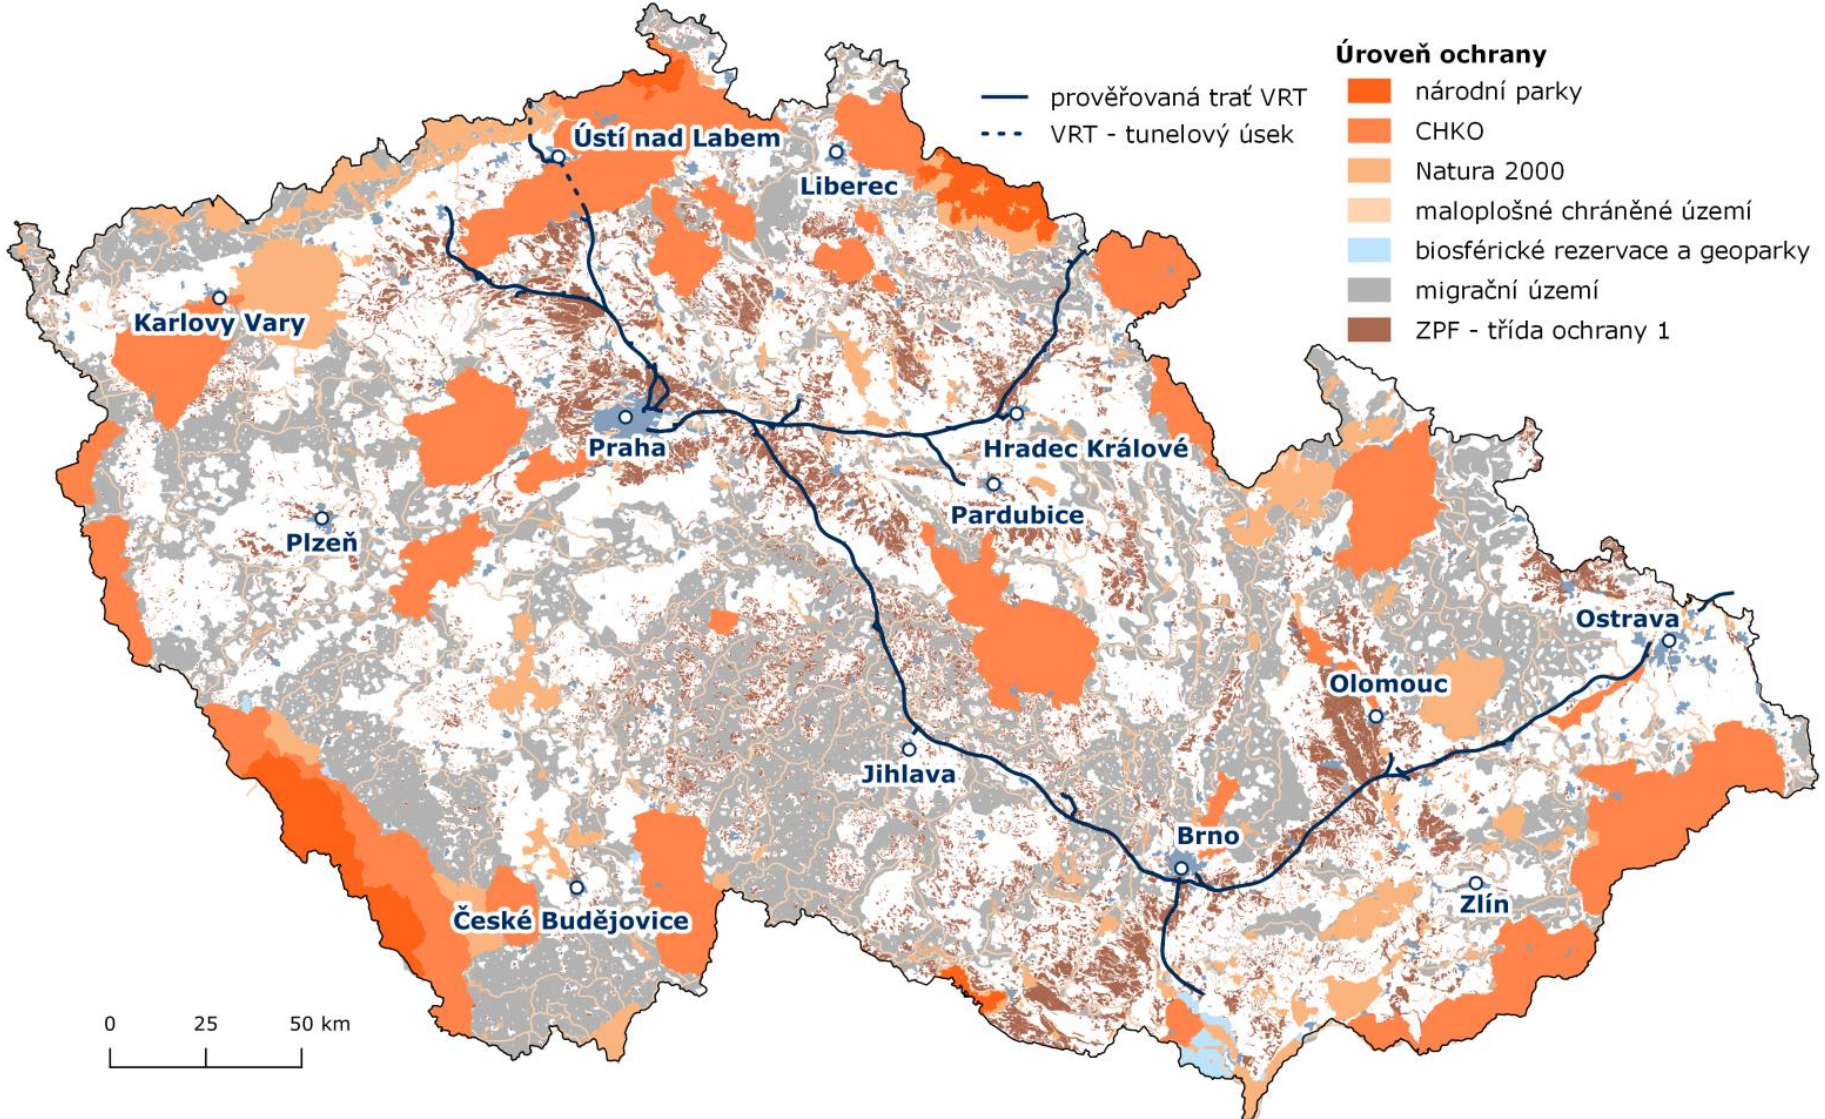 Úroveň ochrany
prověřovaná trať VRT
VRT - tunelový úsek
národní parky
CHKO
Natura 2000
maloplošné chráněné území
biosférické rezervace a geoparky
migrační území
ZPF - třída ochrany 1
Ústí nad Labem
Liberec
Karlovy Vary
Praha
Hradec Králové
Pardubice
Plzeň
Ostrava
Olomouc
Jihlava
Brno
Zlín
České Budějovice
0 25 50 km